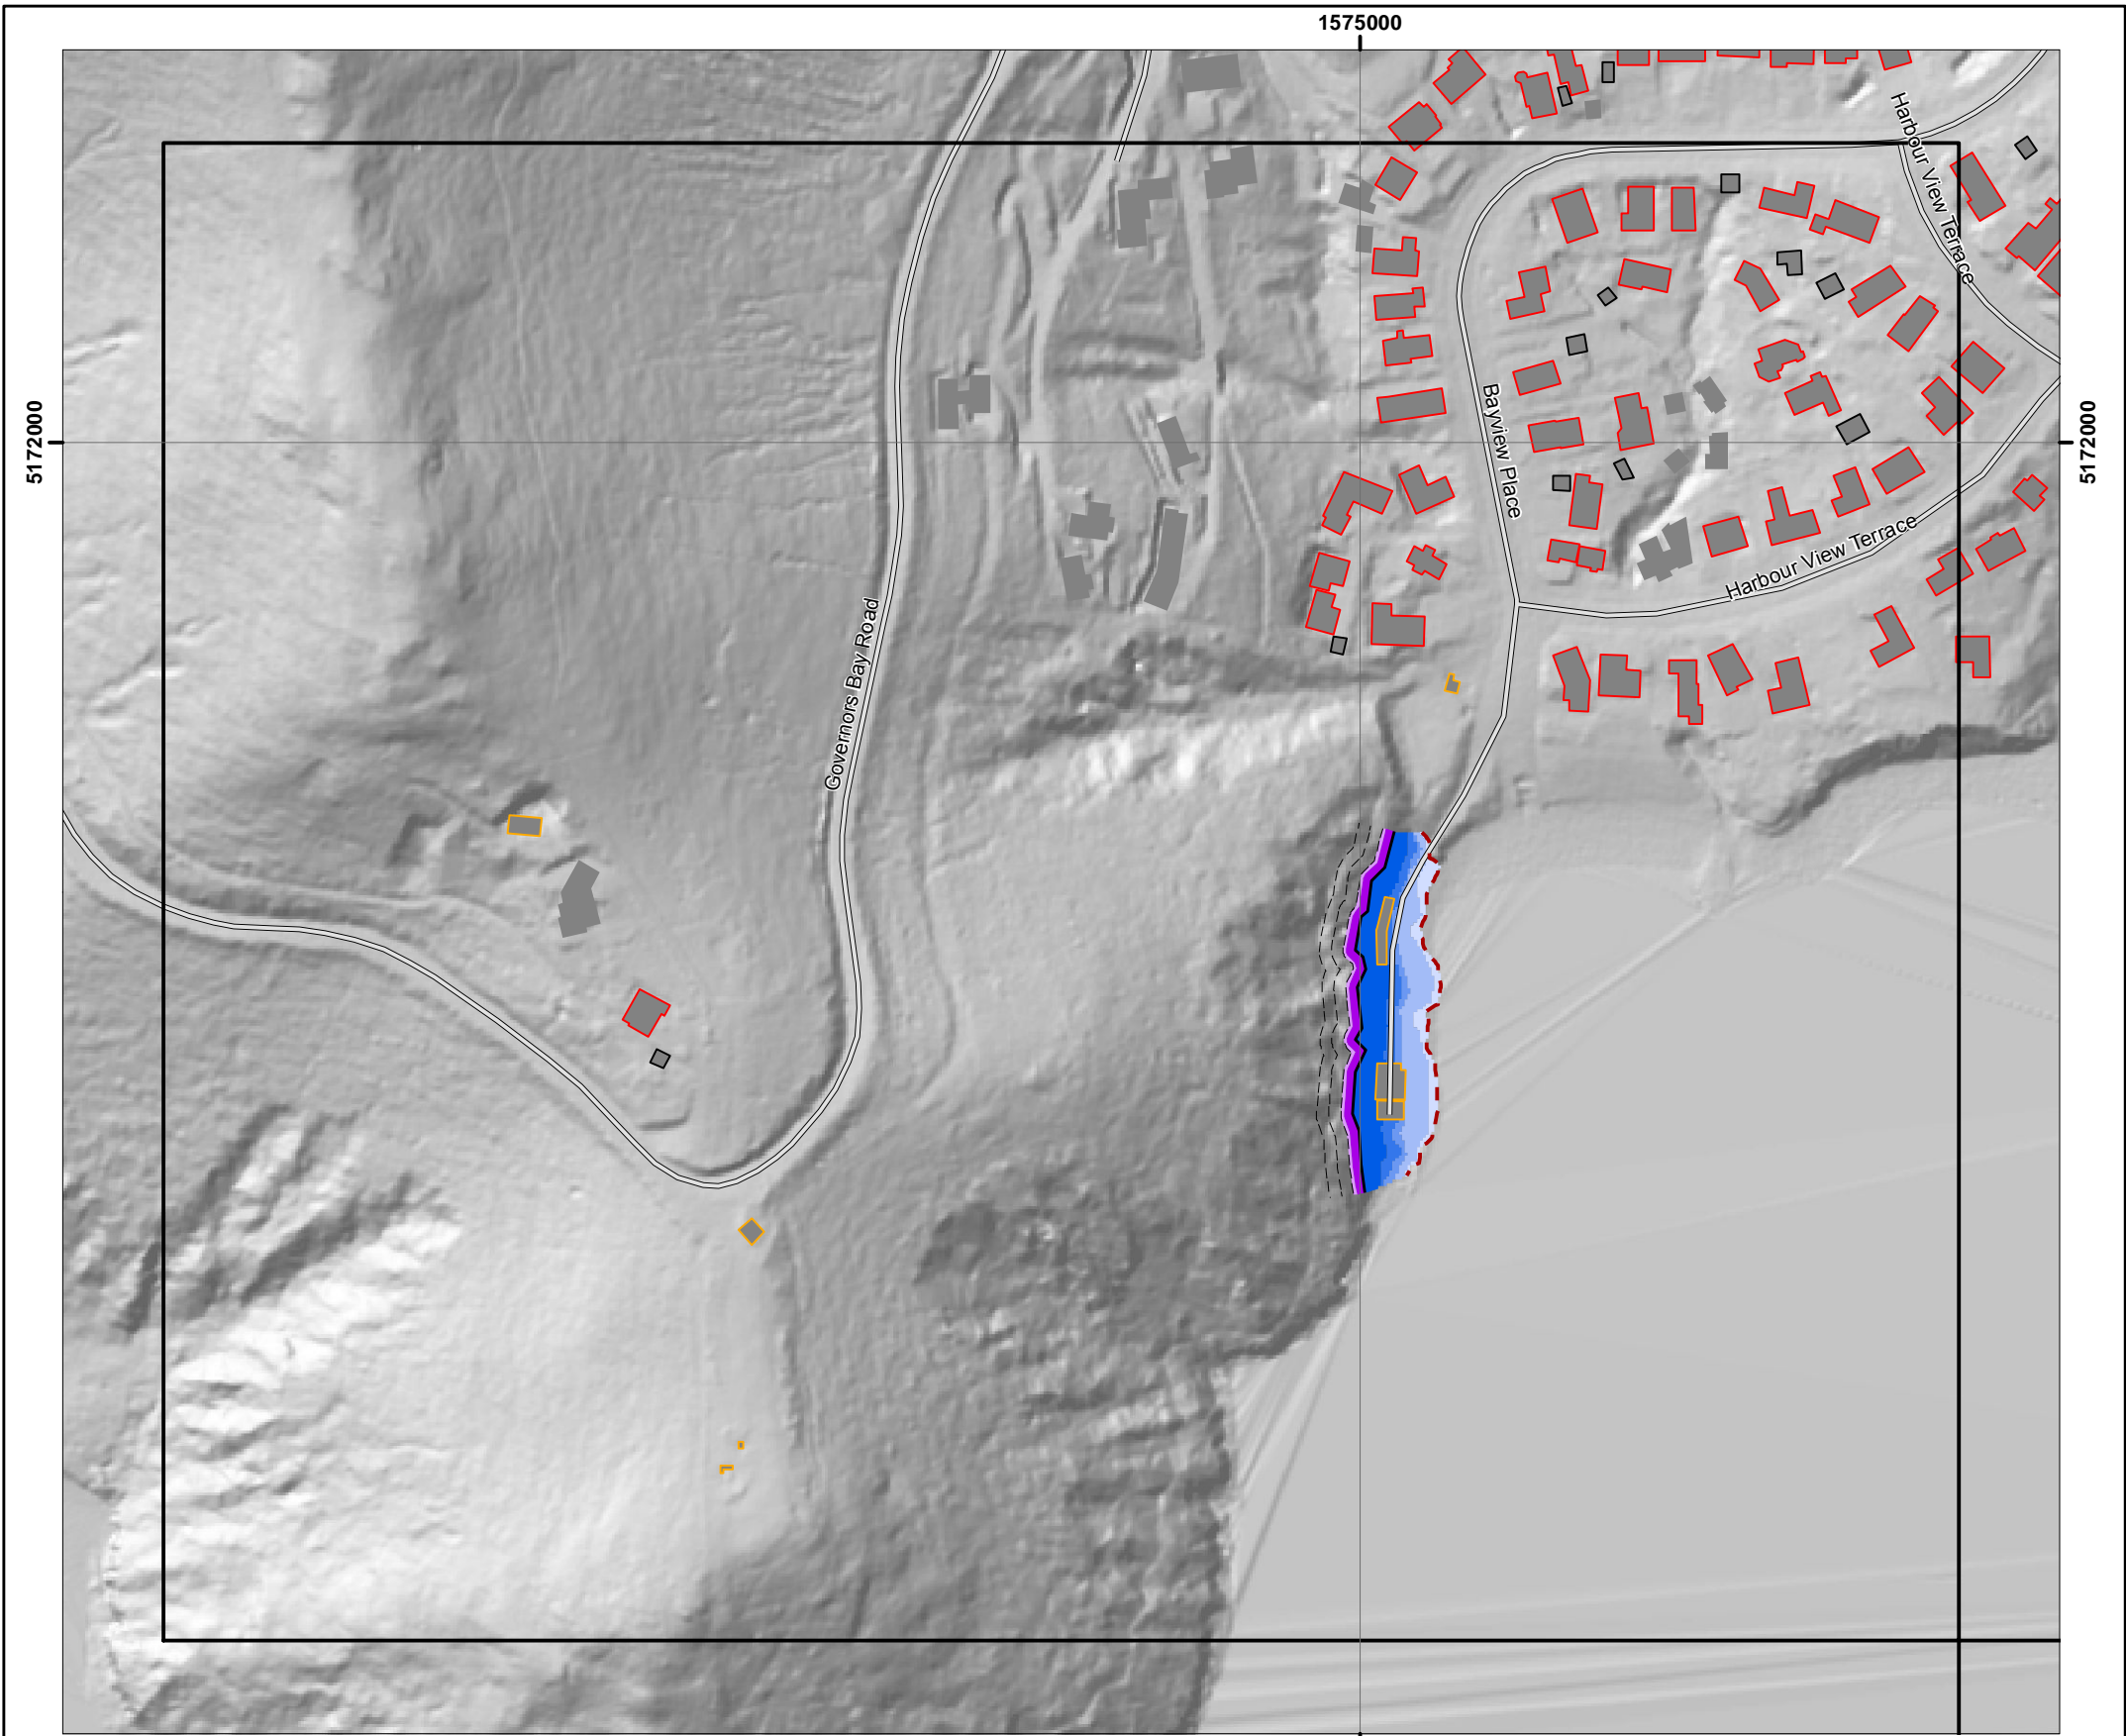 1575000
Harbour View Terrace
5172000
5172000
Bayview Place
Harbour View Terrace
Governors Bay Road